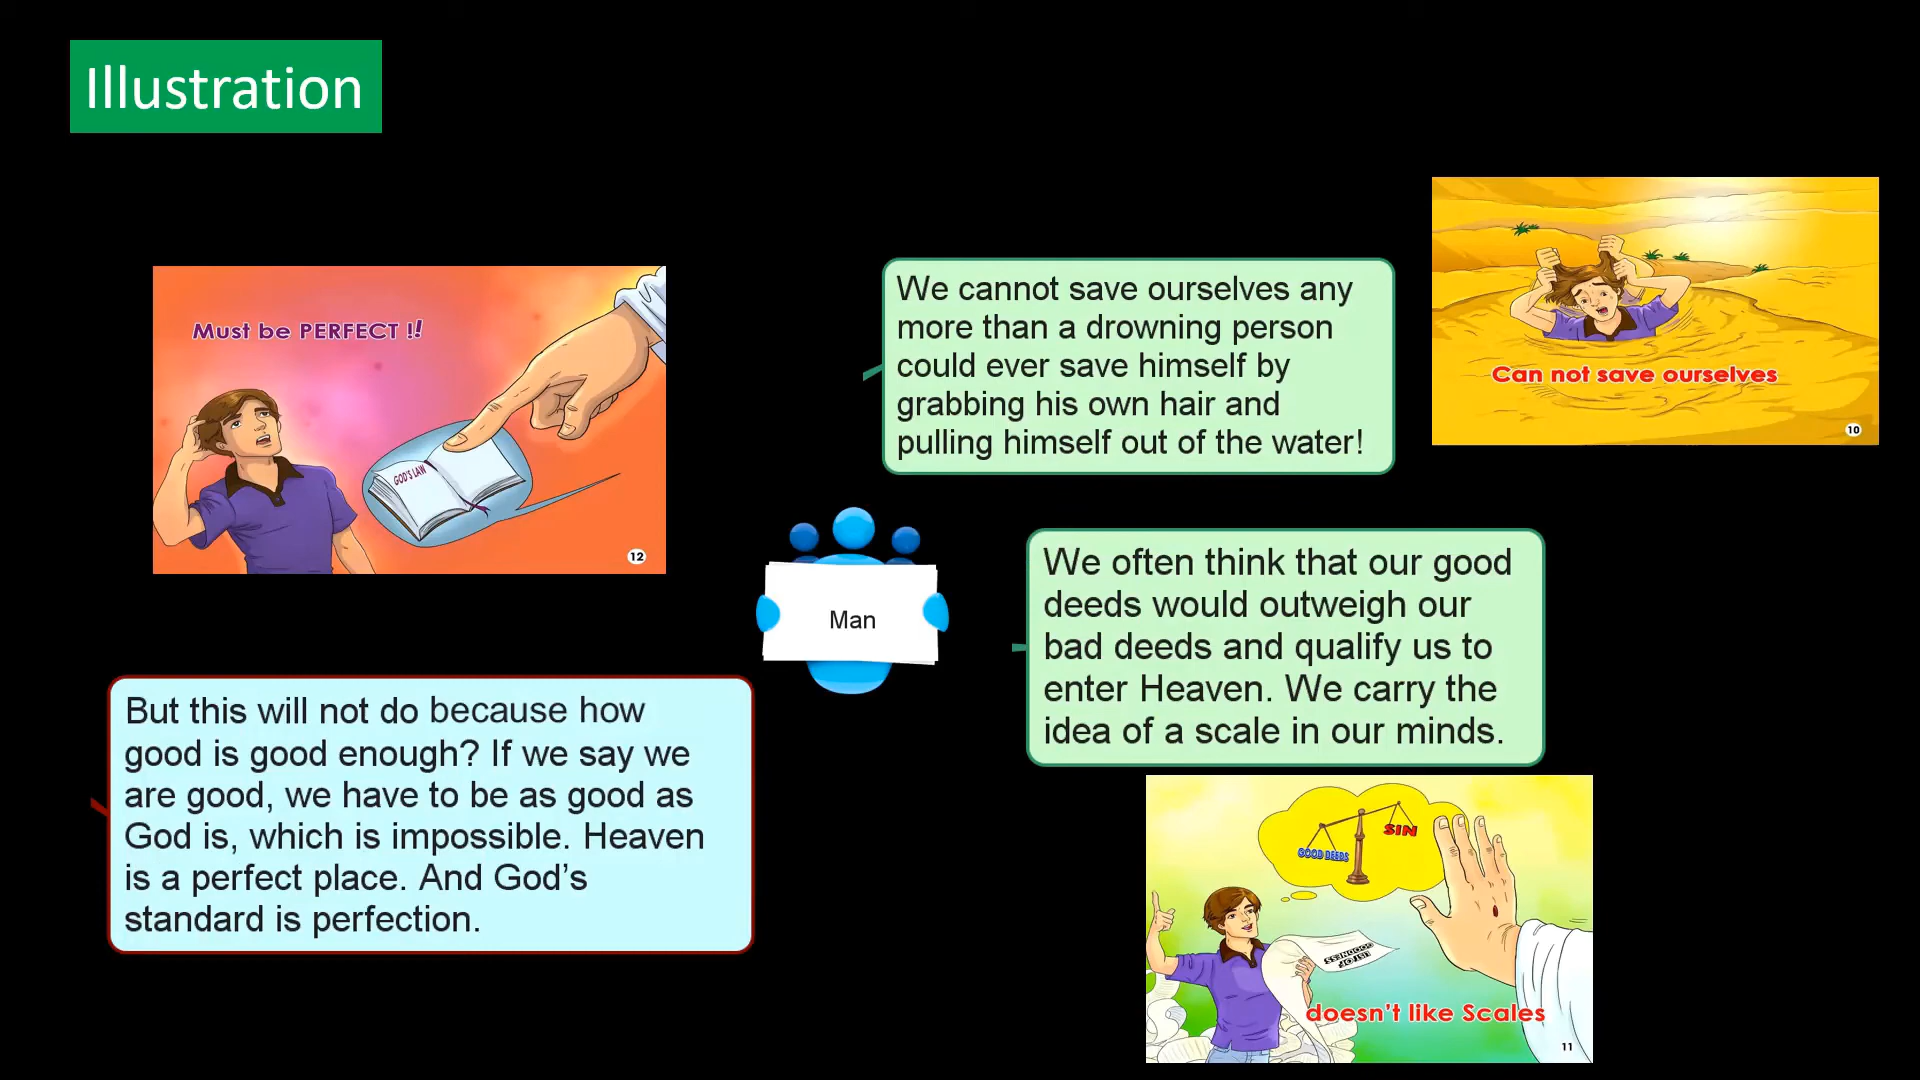 Illustration
We cannot save ourselves any
more than a drowning person
could ever save himself by
grabbing his own hair and
pulling himself out of the water!
Can not save ourselves
10
We often think that our good
deeds would outweigh our
bad deeds and qualify us to
enter Heaven. We carry the
idea of a scale in our minds.
SIN
GOOD DEEDS
LIST OF
GOODNESS
doesn't like Scales
11
Man
Must be PERFECT !!
GOD'S LAW
12
But this will not do because how
good is good enough? If we say we
are good, we have to be as good as
God is, which is impossible. Heaven
is a perfect place. And God’s
standard is perfection.